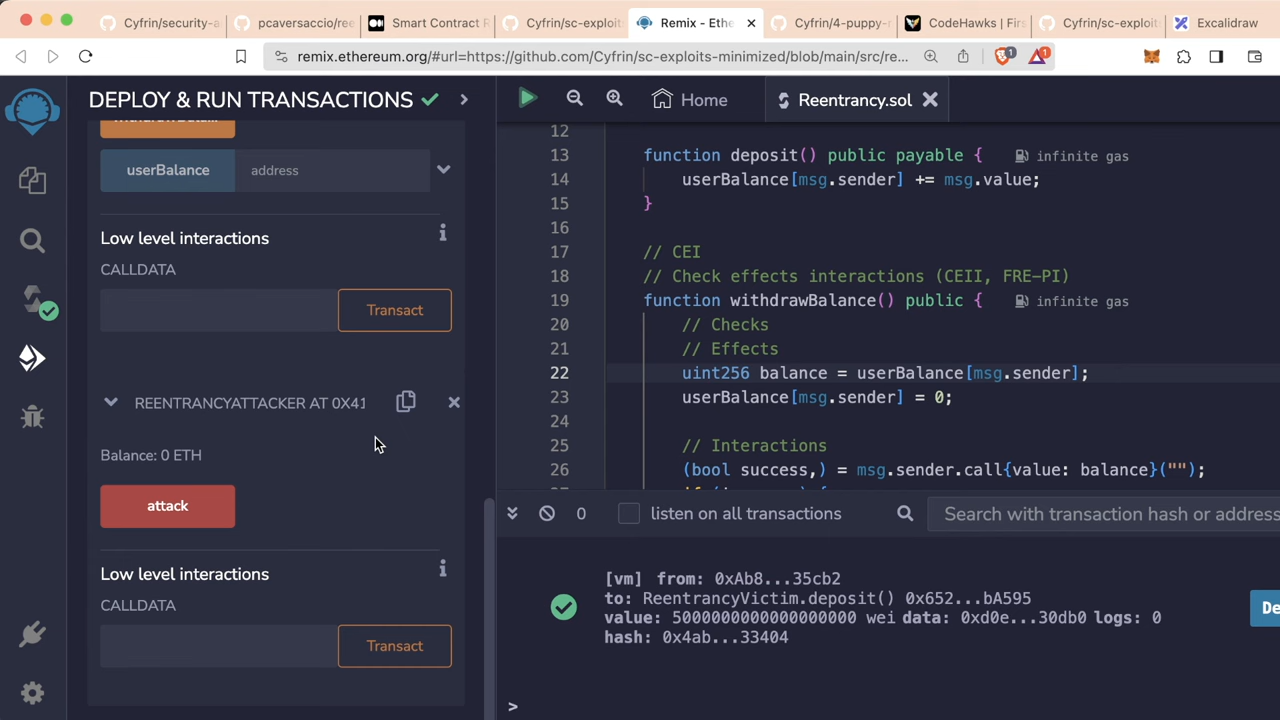 Cyfrin/security-a
pcaversaccio/ree
Smart Contract R
Cyfrin/sc-exploit
Remix - Ethe
Cyfrin/4-puppy-r
CodeHawks | Firs
Cyfrin/sc-exploit
Excalidraw
remix.ethereum.org/#url=https://github.com/Cyfrin/sc-exploits-minimized/blob/main/src/re...
1
1
DEPLOY & RUN TRANSACTIONS
Home
Reentrancy.sol
userBalance
address
Low level interactions
CALLDATA
Transact
REENTRANCYATTACKER AT 0X41
Balance: 0 ETH
attack
Low level interactions
CALLDATA
Transact
12
13 function deposit() public payable { infinite gas
14 userBalance[msg.sender] += msg.value;
15 }
16
17 // CEI
18 // Check effects interactions (CEII, FRE-PI)
19 function withdrawBalance() public { infinite gas
20 // Checks
21 // Effects
22 uint256 balance = userBalance[msg.sender];
23 userBalance[msg.sender] = 0;
24
25 // Interactions
26 (bool success,) = msg.sender.call{value: balance}("");
0 listen on all transactions
Search with transaction hash or address
[vm] from: 0xAb8...35cb2
to: ReentrancyVictim.deposit() 0x652...bA595
value: 5000000000000000000 wei data: 0xd0e...30db0 logs: 0
hash: 0x4ab...33404
De
>